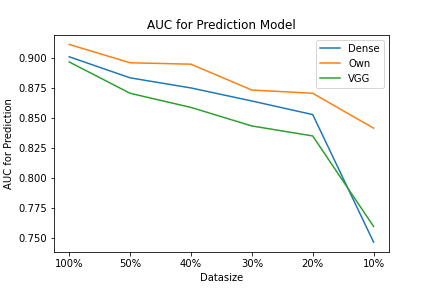 AUC for Prediction Model
Dense
Own
VGG
AUC for Prediction
0.900
0.875
0.850
0.825
0.800
0.775
0.750
100%
50%
40%
30%
20%
10%
Datasize